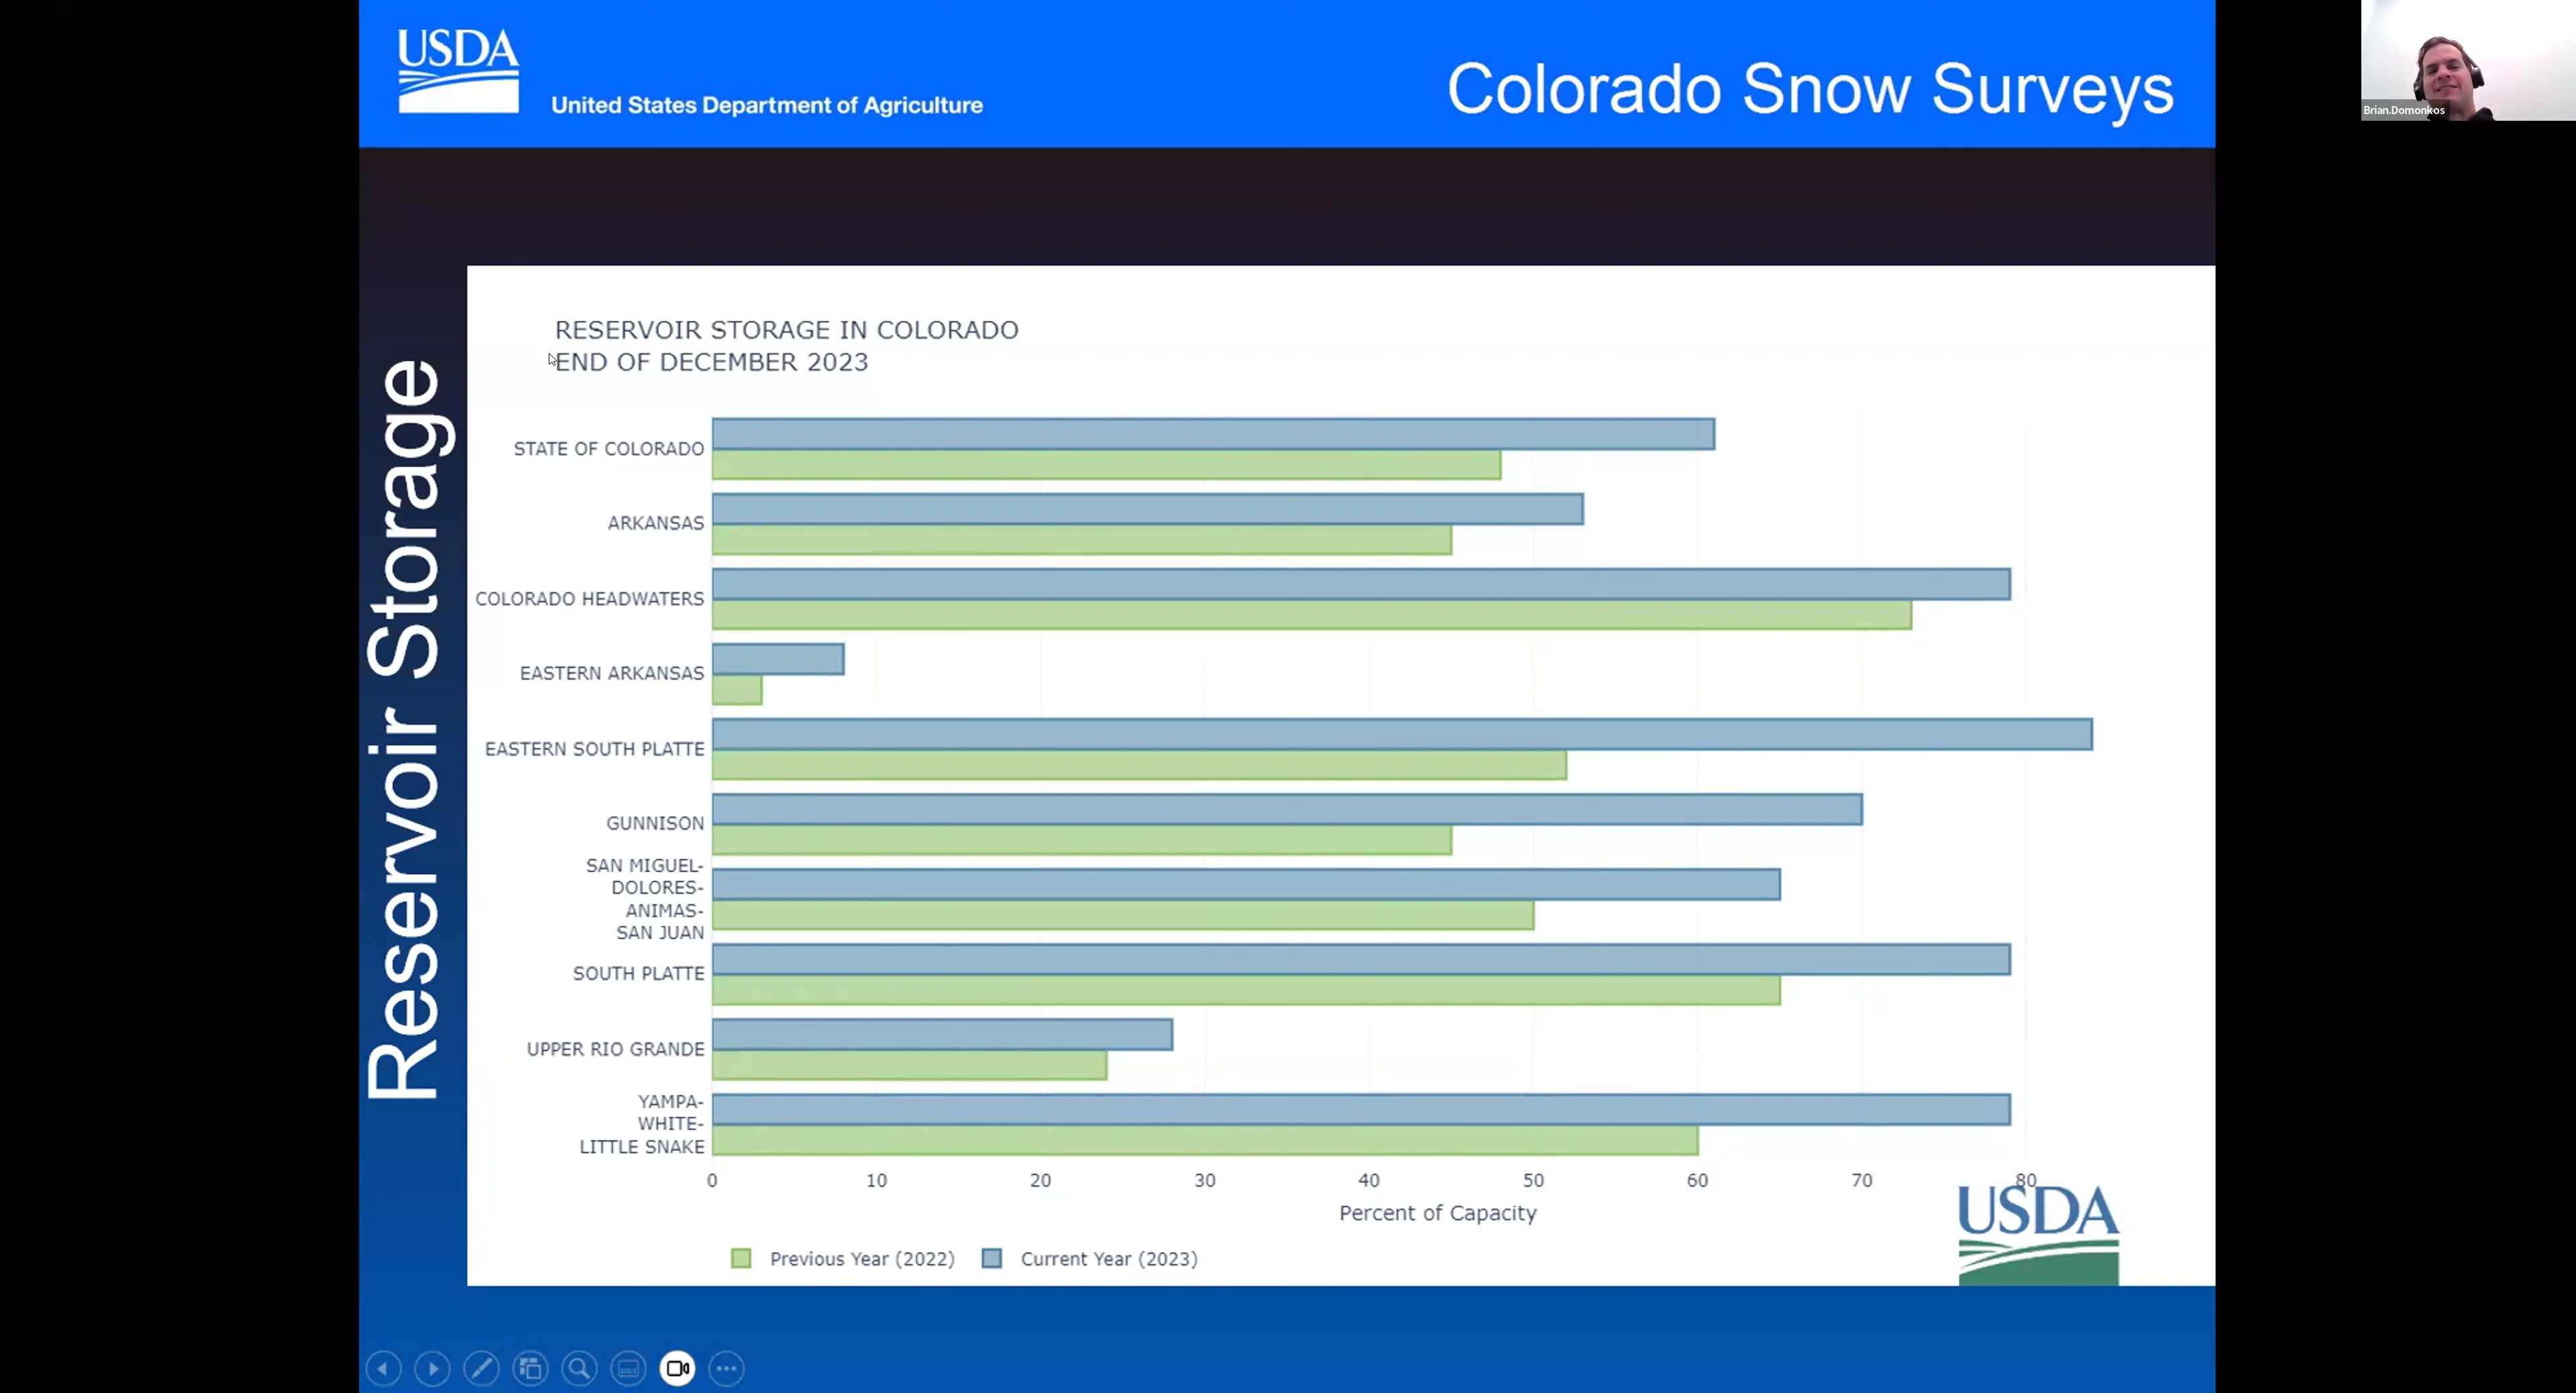 USDA
United States Department of Agriculture
Colorado Snow Surveys
Brian.Domonkos
Reservoir Storage
RESERVOIR STORAGE IN COLORADO
END OF DECEMBER 2023
STATE OF COLORADO
ARKANSAS
COLORADO HEADWATERS
EASTERN ARKANSAS
EASTERN SOUTH PLATTE
GUNNISON
SAN MIGUEL-
DOLORES-
ANIMAS-
SAN JUAN
SOUTH PLATTE
UPPER RIO GRANDE
YAMPA-
WHITE-
LITTLE SNAKE
0 10 20 30 40 50 60 70 80
Percent of Capacity
Previous Year (2022) Current Year (2023)
USDA